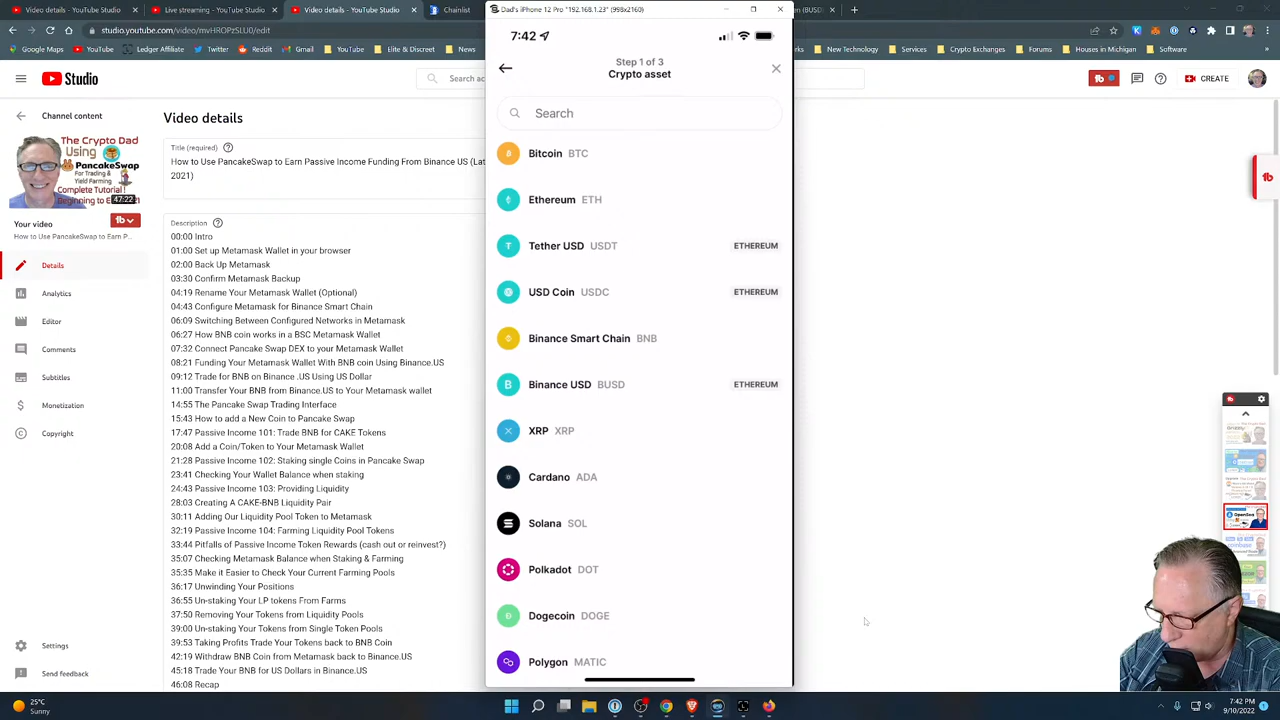 (3) YouTube Studio
YouTube Studio
YouTube Studio
Chainlist
Dad's iPhone 12 Pro "192.168.1.23" (998x2160)
studio.youtube.com/video/mvHROPzSLU0/edit
Google Maps
YouTube
Ledger Affiliate
Elite & Discreet
New Technology
Services
Crypto
Forums
Houses in Michigan
Software
Studio
Search ac
CREATE
Channel content
Video details
The Crypto Dad
Using
PancakeSwap
For Trading &
Yield Farming
Complete Tutorial !
47:22
Your video
How to Use PancakeSwap to Earn P...
Details
Analytics
Editor
Comments
Subtitles
Monetization
Copyright
Settings
Send feedback
Title (required)
How to Use PancakeSwap to Earn Passive Income Funding From Binance US (Lat
2021)
Description
00:00 Intro
01:00 Set up Metamask Wallet in your browser
02:00 Back Up Metamask
03:30 Confirm Metamask Backup
04:19 Rename Your Metamask Wallet (Optional)
04:43 Configure Metamask for Binance Smart Chain
06:09 Switching Between Configured Networks in Metamask
06:27 How BNB coin works in a BSC Metamask Wallet
07:32 Connect Pancake Swap DEX to your Metamask Wallet
08:21 Funding Your Metamask Wallet With BNB coin Using Binance.US
09:12 Trade for BNB on Binance .US Using US Dollar
11:00 Transfer Your BNB from Binance.US to Your Metamask wallet
14:55 The Pancake Swap Trading Interface
15:43 How to add a New Coin to Pancake Swap
17:47 Passive Income 101: Trade BNB for CAKE Tokens
20:08 Add a Coin/Token to Your Metamask Wallet
21:28 Passive Income 102: Staking single Coins in Pancake Swap
23:41 Checking Your Wallet Balance when staking
24:43 Passive Income 103: Providing Liquidity
28:03 Creating A CAKE-BNB Liquidity Pair
30:11 Adding Our Liquidity Pool Token to Metamask
32:19 Passive Income 104: Farming Liquidity Pool Tokens
33:44 Pitfalls of Passive Income Token Rewards (cash out or reinvest?)
35:07 Checking Metamask Balance when Staking & Farming
35:35 Make it Easier to Check Your Current Farming Pools
36:17 Unwinding Your Positions
36:55 Un-staking Your LP tokens From Farms
37:50 Removing Your Tokens from Liquidity Pools
39:00 Un-staking Your Tokens from Single Token Pools
39:53 Taking Profits Trade Your Tokens back to BNB Coin
42:19 Withdraw BNB Coin from Metamask back to Binance.US
45:18 Trade Your BNB for US Dollars in Binance.US
46:08 Recap
7:42
Step 1 of 3
Crypto asset
Search
Bitcoin BTC
Ethereum ETH
Tether USD USDT ETHEREUM
USD Coin USDC ETHEREUM
Binance Smart Chain BNB
Binance USD BUSD ETHEREUM
XRP XRP
Cardano ADA
Solana SOL
Polkadot DOT
Dogecoin DOGE
Polygon MATIC
OpenSea
25°C
Sunny
7:42 PM
9/10/2022